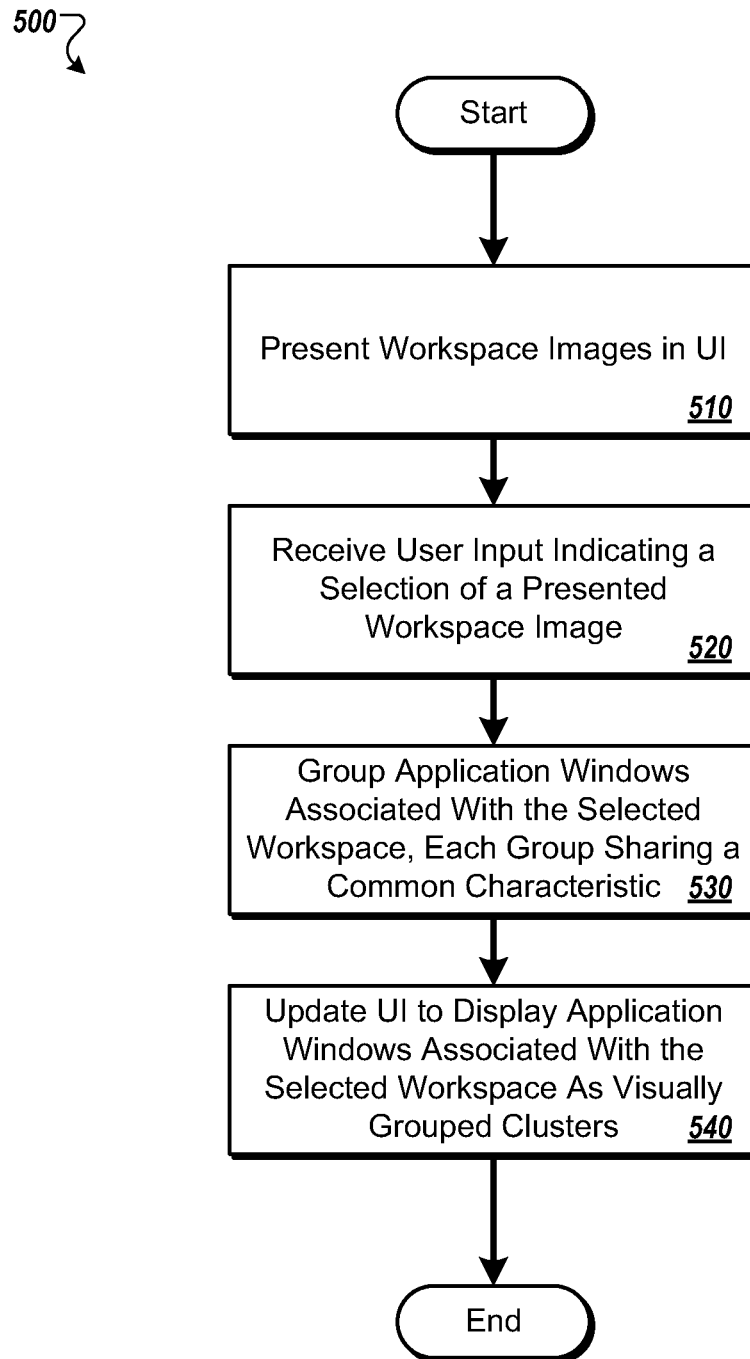 500
Start
Present Workspace Images in UI
510
Receive User Input Indicating a
Selection of a Presented
Workspace Image
520
Group Application Windows
Associated With the Selected
Workspace, Each Group Sharing a
Common Characteristic 530
Update UI to Display Application
Windows Associated With the
Selected Workspace As Visually
Grouped Clusters 540
End